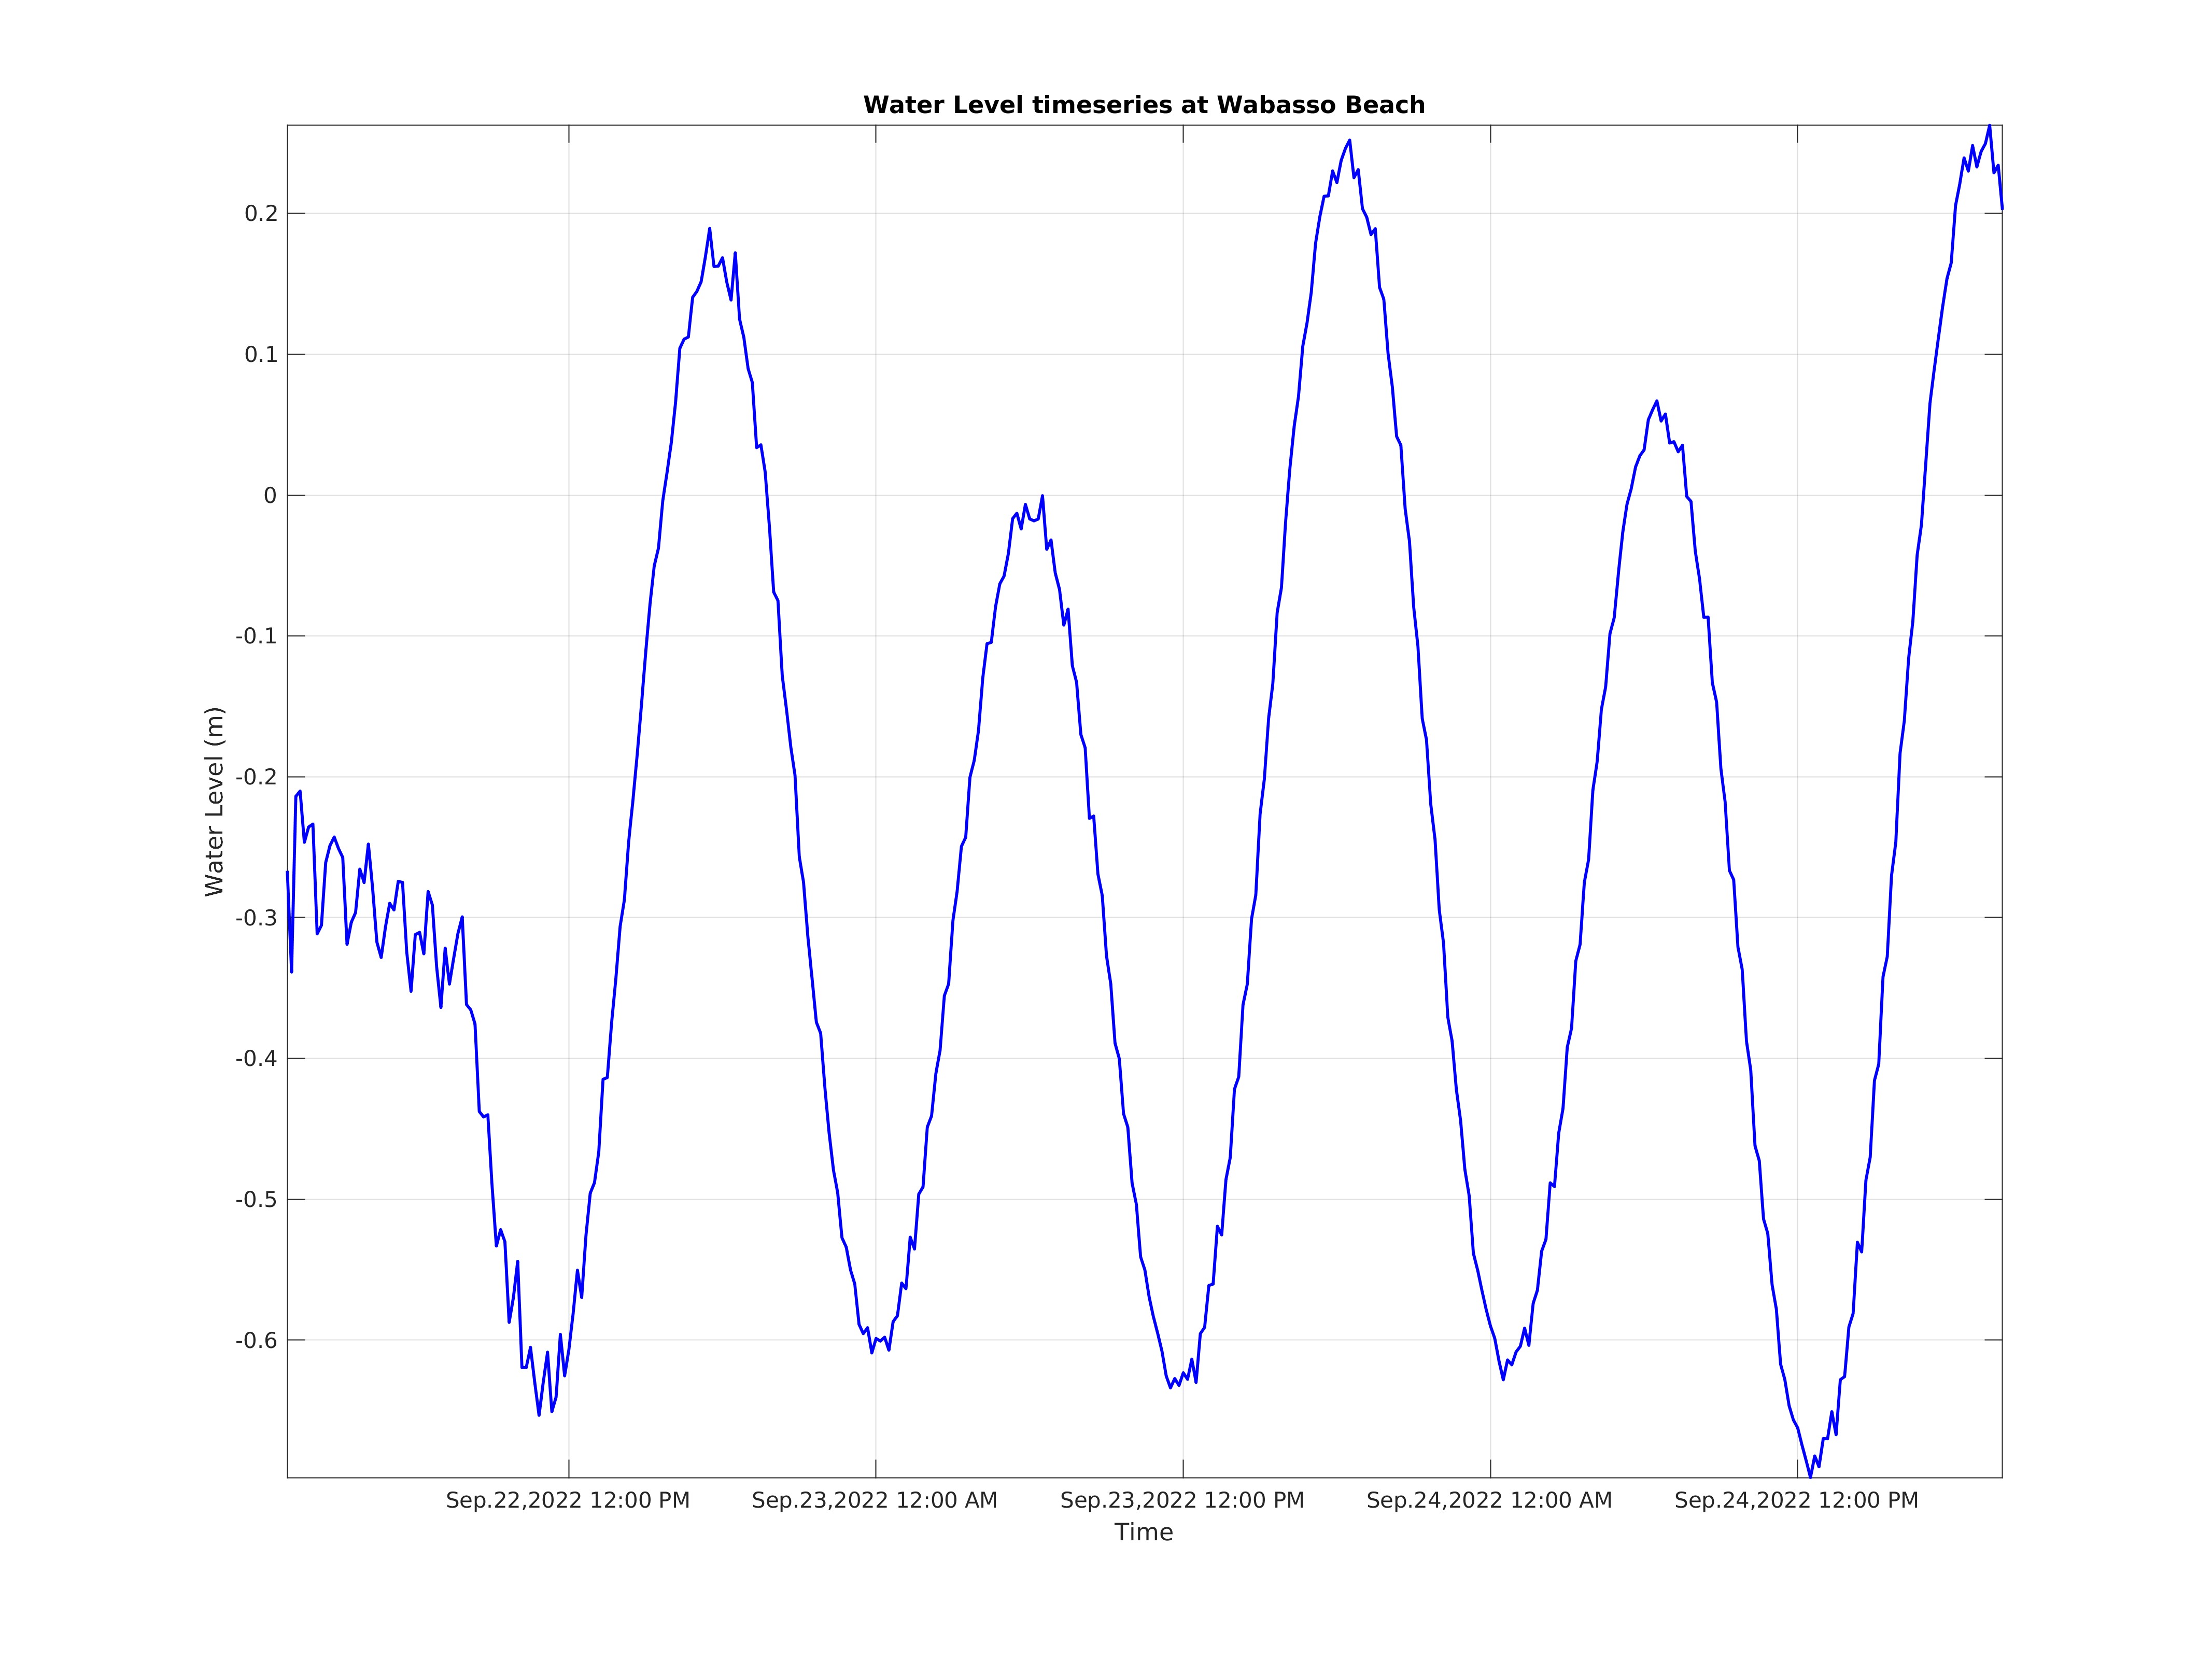 Water Level timeseries at Wabasso Beach
0.2
0.1
0
-0.1
-0.2
-0.3
-0.4
-0.5
-0.6
Water Level (m)
Sep.22,2022 12:00 PM
Sep.23,2022 12:00 AM
Sep.23,2022 12:00 PM
Sep.24,2022 12:00 AM
Sep.24,2022 12:00 PM
Time